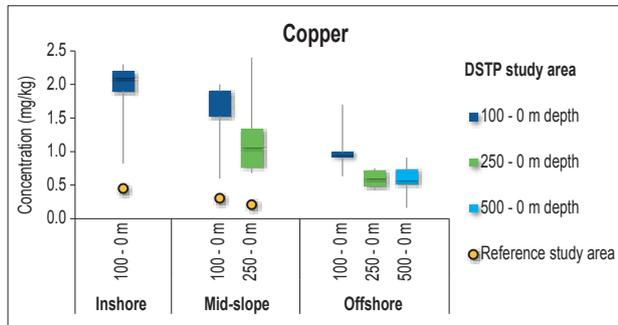 Copper
Concentration (mg/kg)
2.5
2.0
1.5
1.0
0.5
0.0
100 - 0 m
100 - 0 m
250 - 0 m
100 - 0 m
250 - 0 m
500 - 0 m
Inshore
Mid-slope
Offshore
DSTP study area
100 - 0 m depth
250 - 0 m depth
500 - 0 m depth
Reference study area